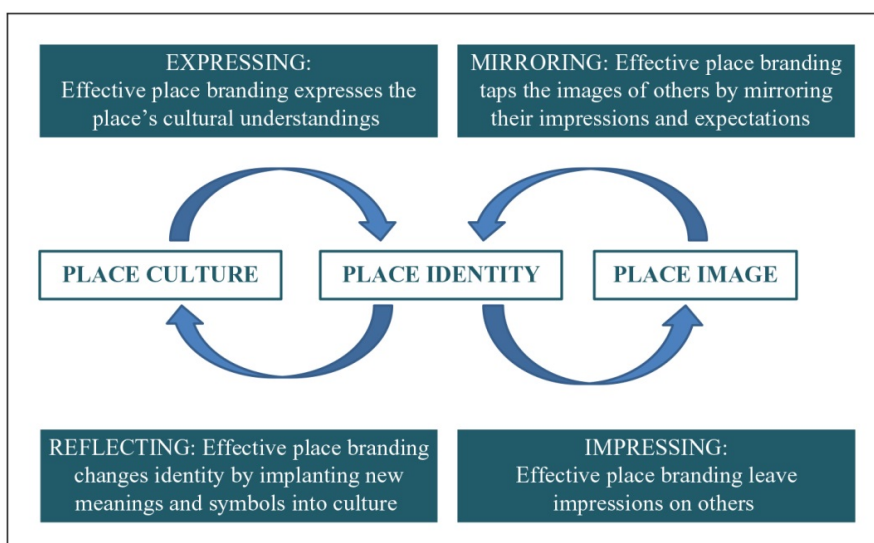 EXPRESSING:
Effective place branding expresses the
place's cultural understandings
MIRRORING: Effective place branding
taps the images of others by mirroring
their impressions and expectations
PLACE CULTURE
PLACE IDENTITY
PLACE IMAGE
REFLECTING: Effective place branding
changes identity by implanting new
meanings and symbols into culture
IMPRESSING:
Effective place branding leave
impressions on others